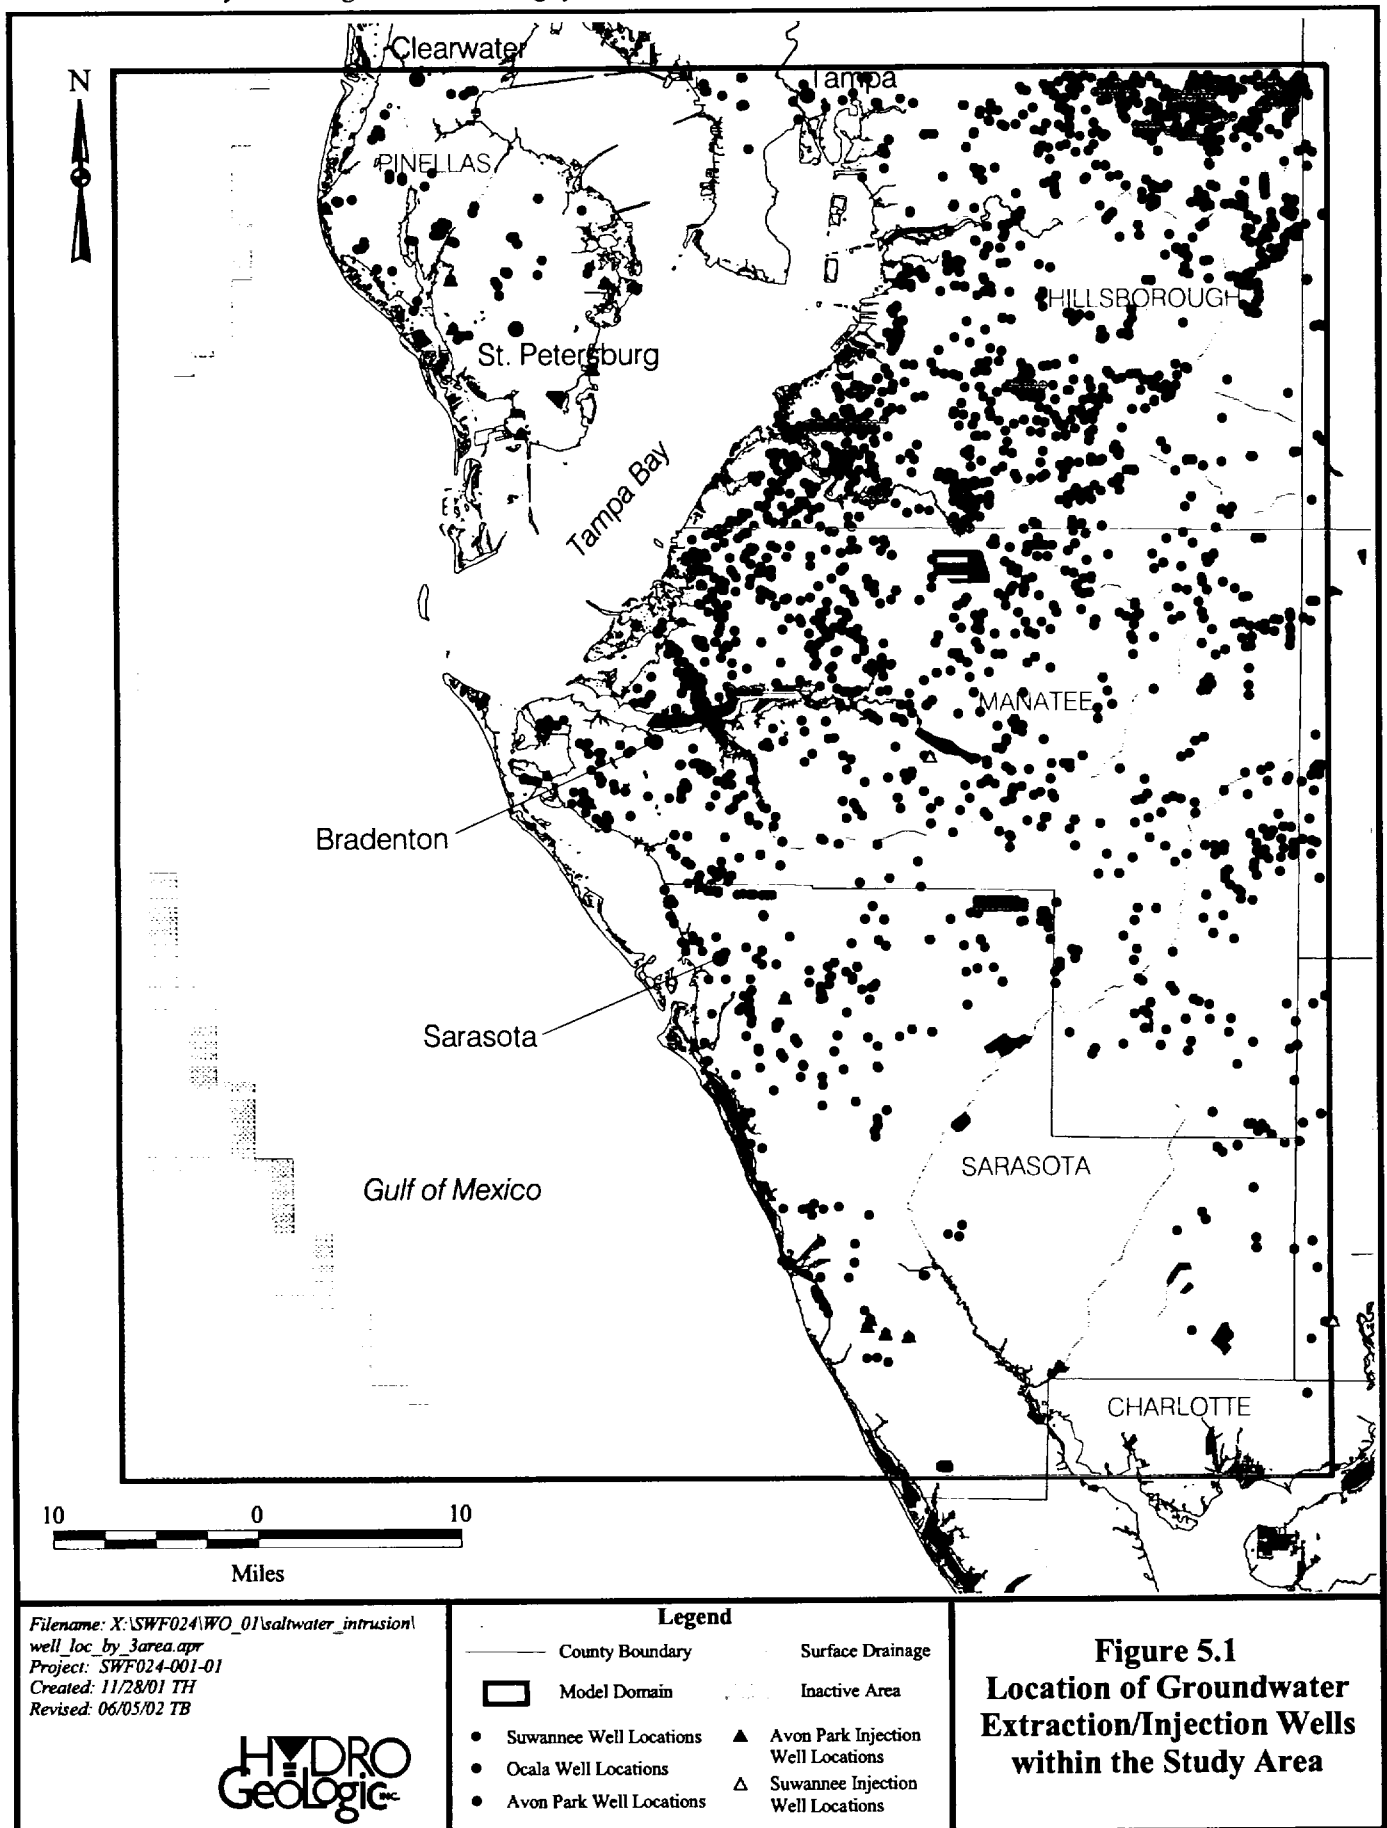 Clearwater
Tampa
N
PINELLAS
HILLSBOROUGH
St. Petersburg
Tampa Bay
MANATEE
Bradenton
Sarasota
Gulf of Mexico
SARASOTA
CHARLOTTE
10 0 10
Miles
Filename: X:\SWF024\WO_01\saltwater_intrusion\
well_loc_by_3area.apr
Project: SWF024-001-01
Created: 11/28/01 TH
Revised: 06/05/02 TB
HYDRO
GeoLogic INC.
Legend
County Boundary
Surface Drainage
Model Domain
Inactive Area
Suwannee Well Locations
Ocala Well Locations
Avon Park Well Locations
Avon Park Injection
Well Locations
Suwannee Injection
Well Locations
Figure 5.1
Location of Groundwater
Extraction/Injection Wells
within the Study Area